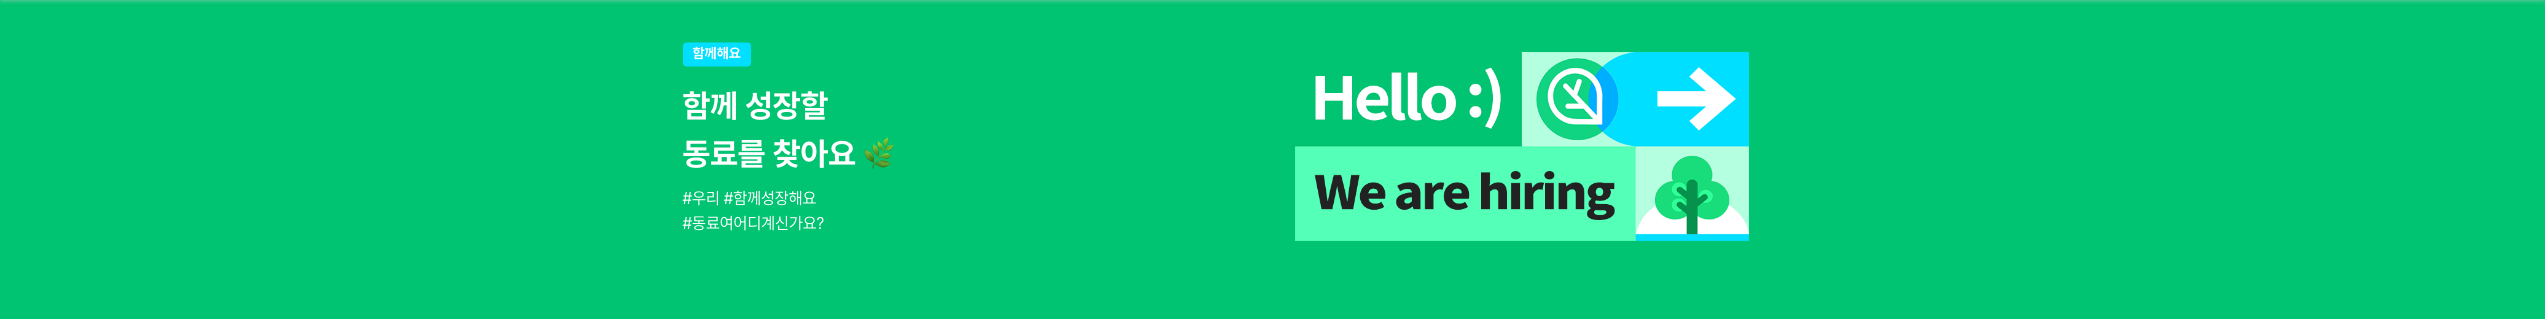 함께해요
함께 성장할
동료를 찾아요 🌿
#우리 #함께성장해요
#동료여어디계신가요?
Hello :)
We are hiring